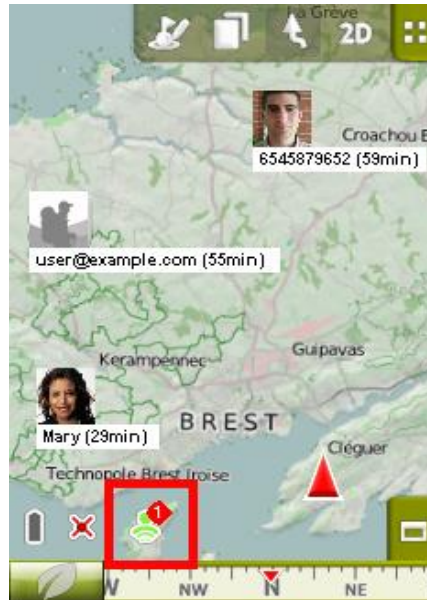 La Grève
2D
Croachou E
6545879652 (59min)
user@example.com (55min)
Guipavas
Kerampennec
BREST
Mary (29min)
Cléguer
Technopole Brest Iroise
1
W NW N NE